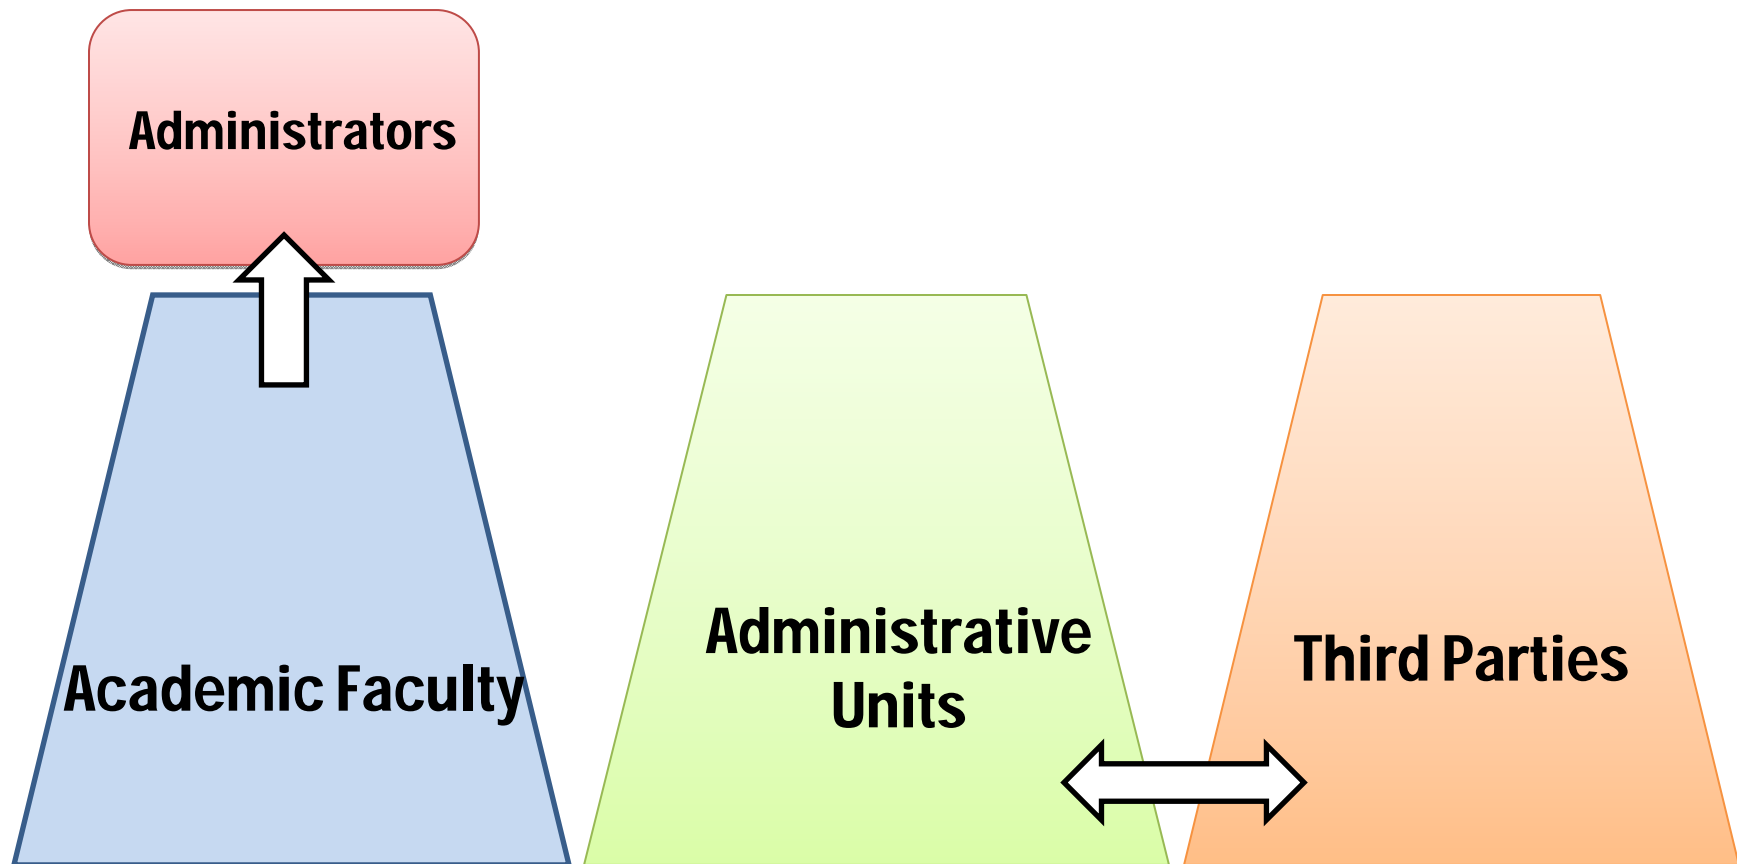 Administrators
Academic Faculty
Administrative
Units
Third Parties